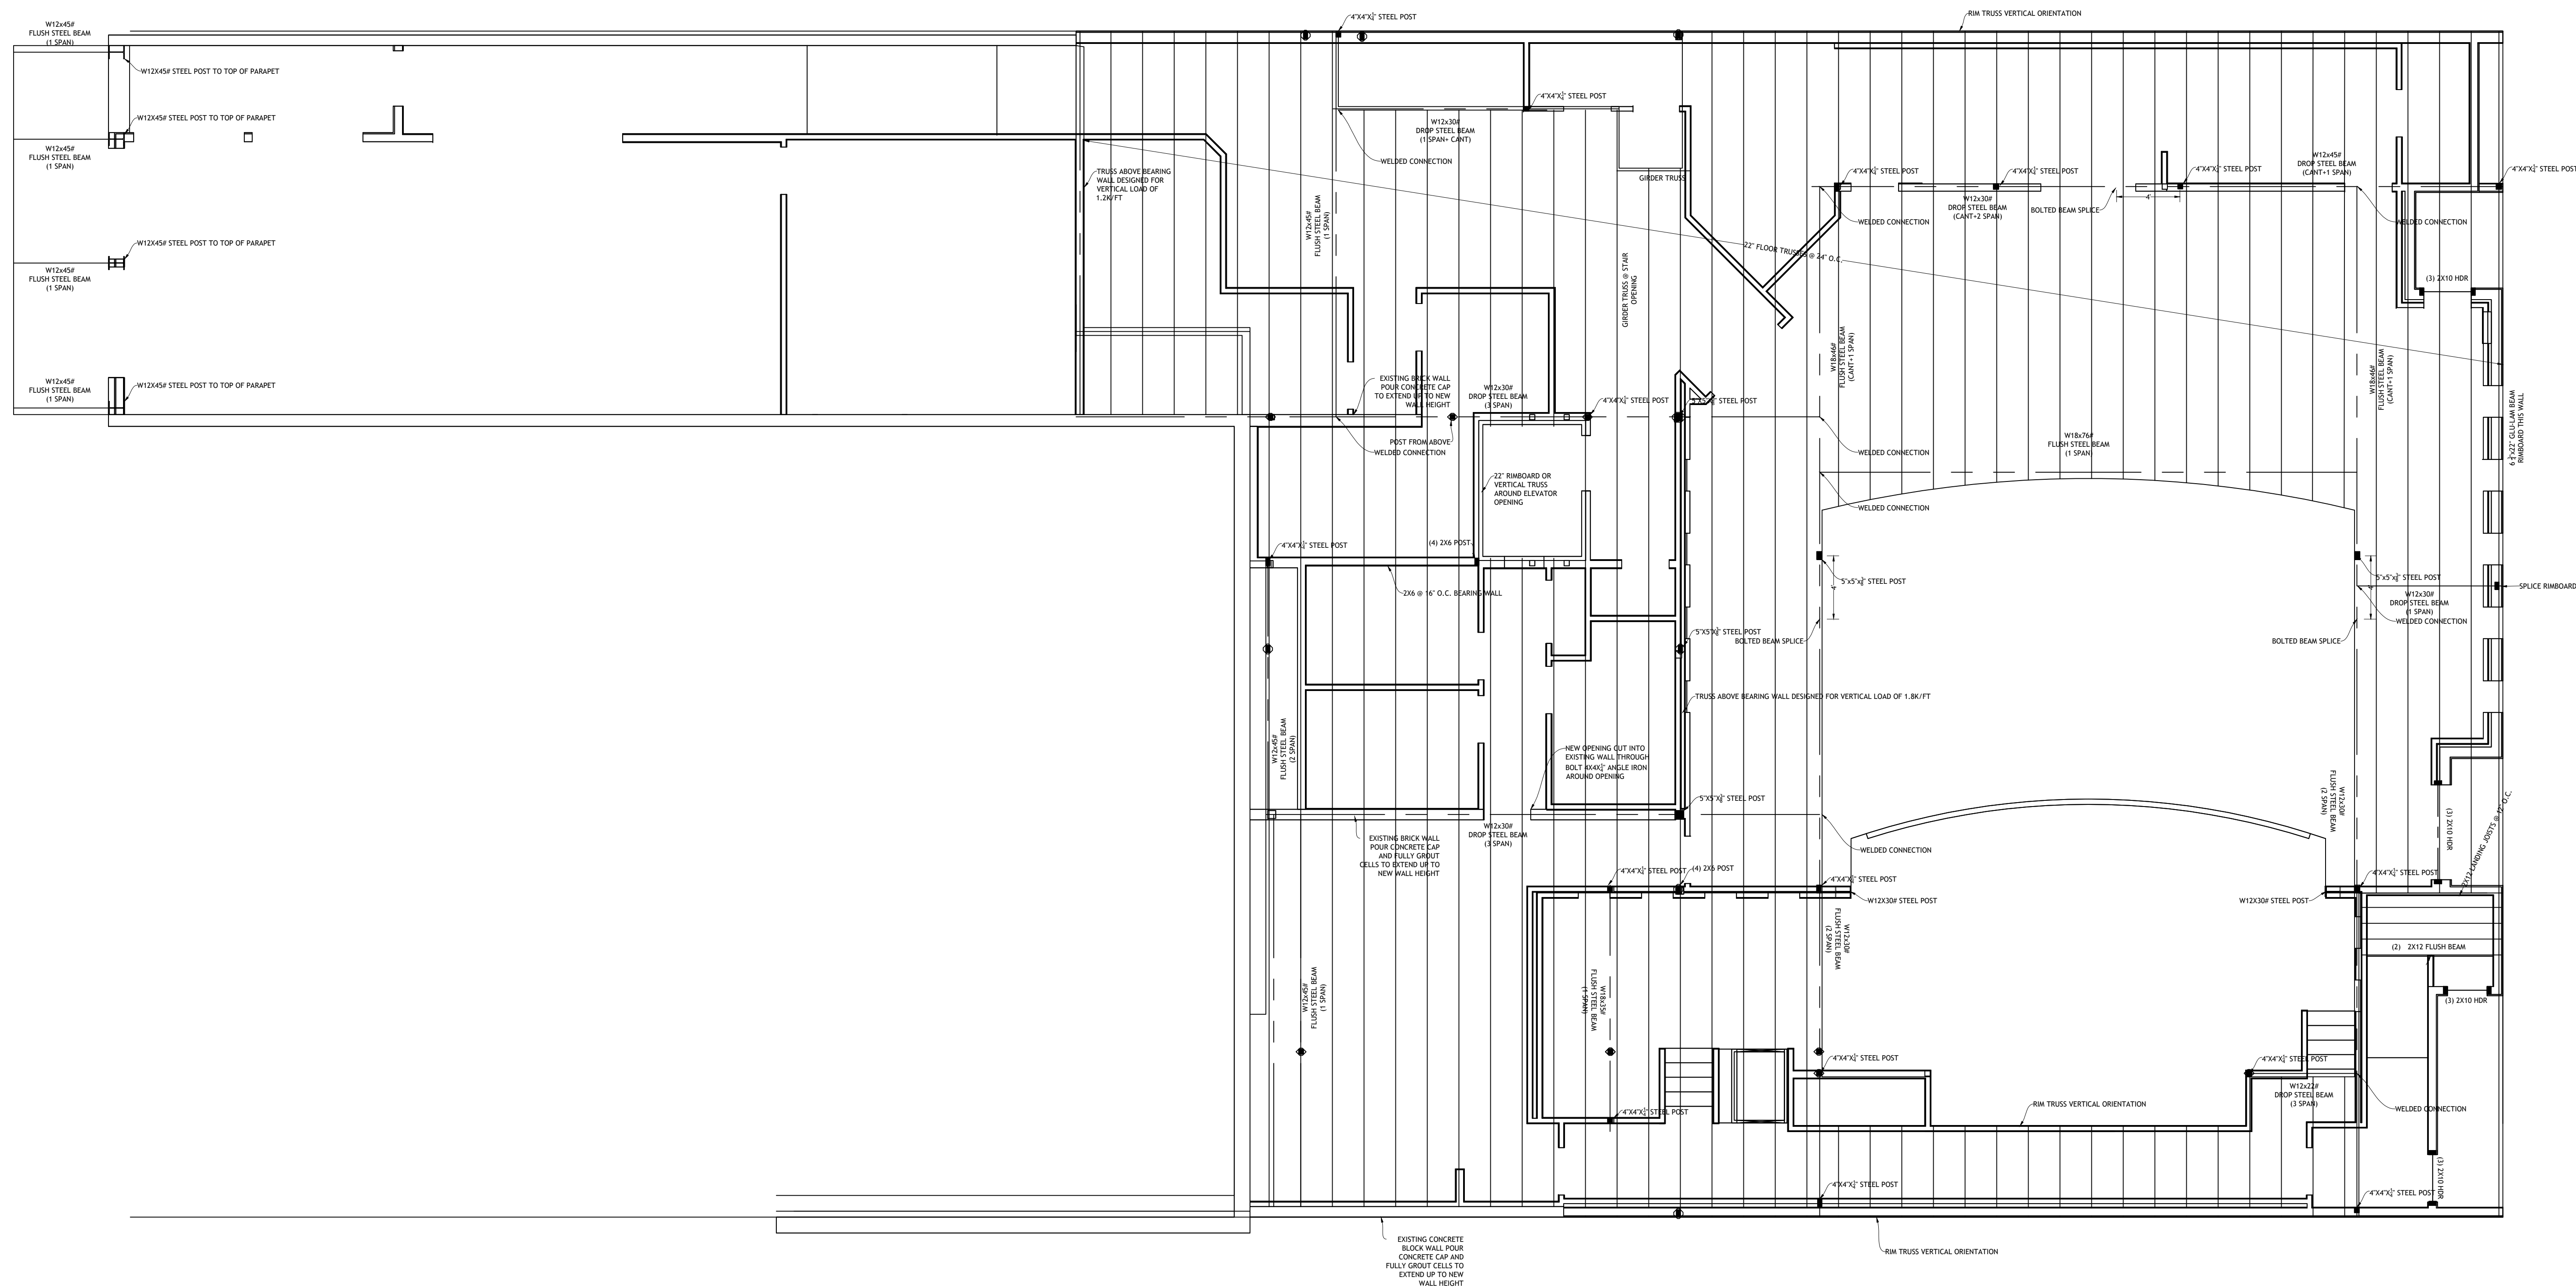 W12x45#
FLUSH STEEL BEAM
(1 SPAN)
W12X45# STEEL POST TO TOP OF PARAPET
W12X45# STEEL POST TO TOP OF PARAPET
W12x45#
FLUSH STEEL BEAM
(1 SPAN)
W12X45# STEEL POST TO TOP OF PARAPET
W12x45#
FLUSH STEEL BEAM
(1 SPAN)
W12x45#
FLUSH STEEL BEAM
(1 SPAN)
W12X45# STEEL POST TO TOP OF PARAPET
4"X4"X¼" STEEL POST
RIM TRUSS VERTICAL ORIENTATION
4"X4"X¼" STEEL POST
W12x30#
DROP STEEL BEAM
(1 SPAN+ CANT)
WELDED CONNECTION
TRUSS ABOVE BEARING
WALL DESIGNED FOR
VERTICAL LOAD OF
1.2K/FT
W12x45#
FLUSH STEEL BEAM
(1 SPAN)
GIRDER TRUSS
GIRDER TRUSS @ STAIR
OPENING
22" FLOOR TRUSSES @ 24" O.C.
4"X4"X¼" STEEL POST
4"X4"X¼" STEEL POST
4"X4"X¼" STEEL POST
W12x45#
DROP STEEL BEAM
(CANT+1 SPAN)
4"X4"X¼" STEEL POST
W12x30#
DROP STEEL BEAM
(CANT+2 SPAN)
BOLTED BEAM SPLICE
4'
WELDED CONNECTION
WELDED CONNECTION
(3) 2X10 HDR
W18x46#
FLUSH STEEL BEAM
(CANT+1 SPAN)
W18x46#
FLUSH STEEL BEAM
(CANT+1 SPAN)
6 ¾"x22" GLU-LAM BEAM
RIMBOARD THIS WALL
EXISTING BRICK WALL
POUR CONCRETE CAP
TO EXTEND UP TO NEW
WALL HEIGHT
W12x30#
DROP STEEL BEAM
(3 SPAN)
4"X4"X¼" STEEL POST
5"X5"X⅜" STEEL POST
POST FROM ABOVE
WELDED CONNECTION
WELDED CONNECTION
W18x76#
FLUSH STEEL BEAM
(1 SPAN)
22" RIMBOARD OR
VERTICAL TRUSS
AROUND ELEVATOR
OPENING
WELDED CONNECTION
4"X4"X¼" STEEL POST
(4) 2X6 POST
2X6 @ 16" O.C. BEARING WALL
5"x5"x⅜" STEEL POST
4'
5"x5"x⅜" STEEL POST
4'
SPLICE RIMBOARD
W12x30#
DROP STEEL BEAM
(1 SPAN)
WELDED CONNECTION
5"X5"X⅜" STEEL POST
BOLTED BEAM SPLICE
BOLTED BEAM SPLICE
TRUSS ABOVE BEARING WALL DESIGNED FOR VERTICAL LOAD OF 1.8K/FT
W12x45#
FLUSH STEEL BEAM
(2 SPAN)
NEW OPENING CUT INTO
EXISTING WALL THROUGH
BOLT 4X4X¼" ANGLE IRON
AROUND OPENING
5"X5"X⅜" STEEL POST
W12x30#
DROP STEEL BEAM
(3 SPAN)
EXISTING BRICK WALL
POUR CONCRETE CAP
AND FULLY GROUT
CELLS TO EXTEND UP TO
NEW WALL HEIGHT
WELDED CONNECTION
W12x30#
FLUSH STEEL BEAM
(2 SPAN)
(3) 2X10 HDR
2X12 LANDING JOISTS @ 12" O.C.
4"X4"X¼" STEEL POST
(4) 2X6 POST
4"X4"X¼" STEEL POST
4"X4"X¼" STEEL POST
W12X30# STEEL POST
W12X30# STEEL POST
W12x30#
FLUSH STEEL BEAM
(2 SPAN)
(2) 2X12 FLUSH BEAM
W12x45#
FLUSH STEEL BEAM
(1 SPAN)
W18x35#
FLUSH STEEL BEAM
(1 SPAN)
(3) 2X10 HDR
4"X4"X¼" STEEL POST
4"X4"X¼" STEEL POST
W12x22#
DROP STEEL BEAM
(3 SPAN)
4"X4"X¼" STEEL POST
RIM TRUSS VERTICAL ORIENTATION
WELDED CONNECTION
4"X4"X¼" STEEL POST
4"X4"X¼" STEEL POST
(3) 2X10 HDR
EXISTING CONCRETE
BLOCK WALL POUR
CONCRETE CAP AND
FULLY GROUT CELLS TO
EXTEND UP TO NEW
WALL HEIGHT
RIM TRUSS VERTICAL ORIENTATION